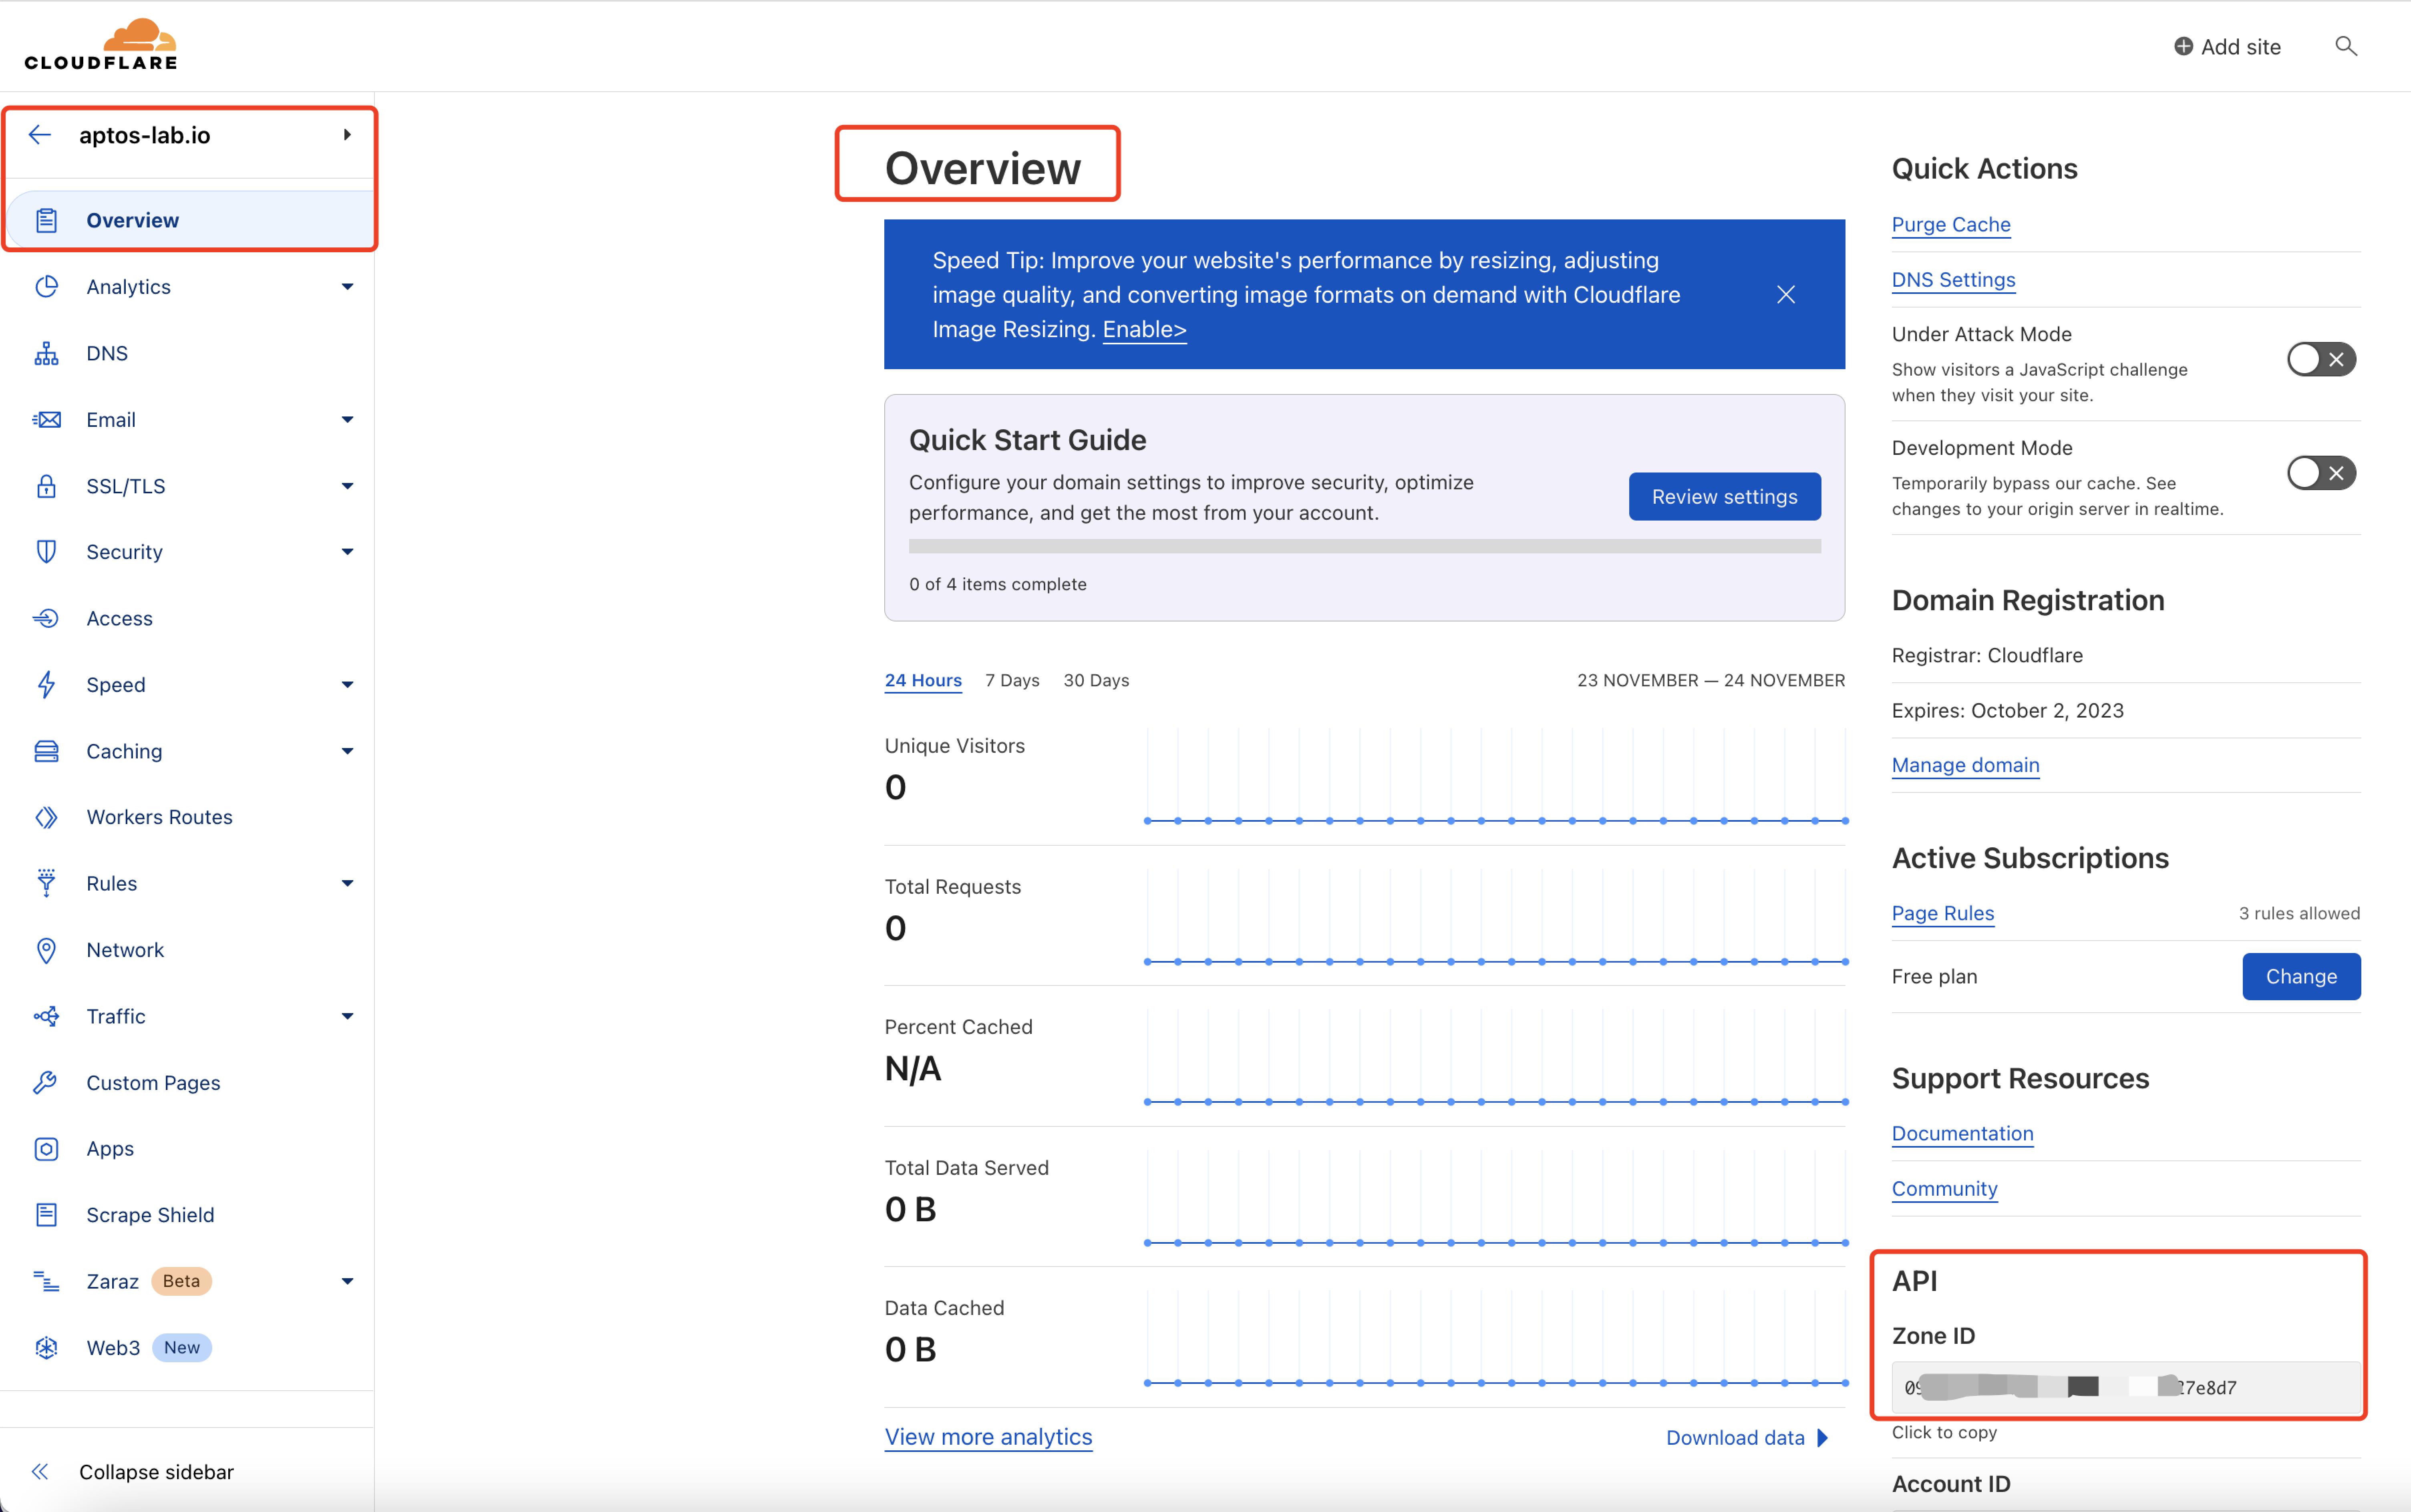 CLOUDFLARE
Add site
aptos-lab.io
Overview
Analytics
DNS
Email
SSL/TLS
Security
Access
Speed
Caching
Workers Routes
Rules
Network
Traffic
Custom Pages
Apps
Scrape Shield
Zaraz Beta
Web3 New
Collapse sidebar
Overview
Speed Tip: Improve your website's performance by resizing, adjusting
image quality, and converting image formats on demand with Cloudflare
Image Resizing. Enable>
Quick Start Guide
Configure your domain settings to improve security, optimize
performance, and get the most from your account.
Review settings
0 of 4 items complete
24 Hours 7 Days 30 Days
23 NOVEMBER — 24 NOVEMBER
Unique Visitors
0
Total Requests
0
Percent Cached
N/A
Total Data Served
0 B
Data Cached
0 B
View more analytics
Download data
Quick Actions
Purge Cache
DNS Settings
Under Attack Mode
Show visitors a JavaScript challenge
when they visit your site.
Development Mode
Temporarily bypass our cache. See
changes to your origin server in realtime.
Domain Registration
Registrar: Cloudflare
Expires: October 2, 2023
Manage domain
Active Subscriptions
Page Rules
3 rules allowed
Free plan
Change
Support Resources
Documentation
Community
API
Zone ID
Click to copy
Account ID